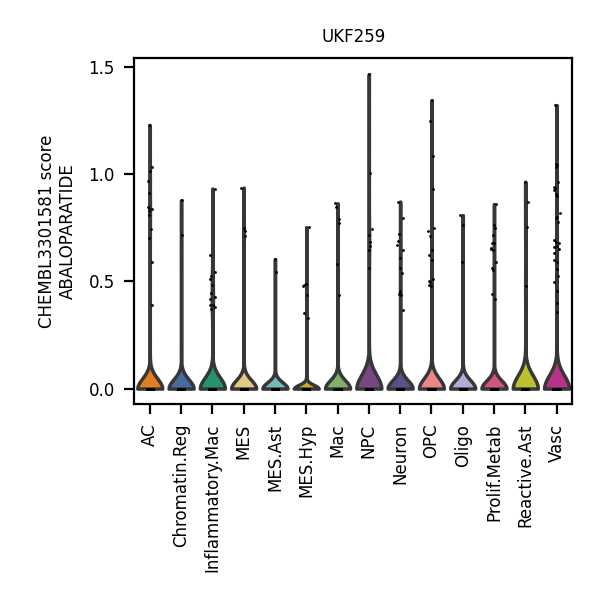 UKF259
CHEMBL3301581 score
ABALOPARATIDE
1.5
1.0
0.5
0.0
AC
Chromatin.Reg
Inflammatory.Mac
MES
MES.Ast
MES.Hyp
Mac
NPC
Neuron
OPC
Oligo
Prolif.Metab
Reactive.Ast
Vasc